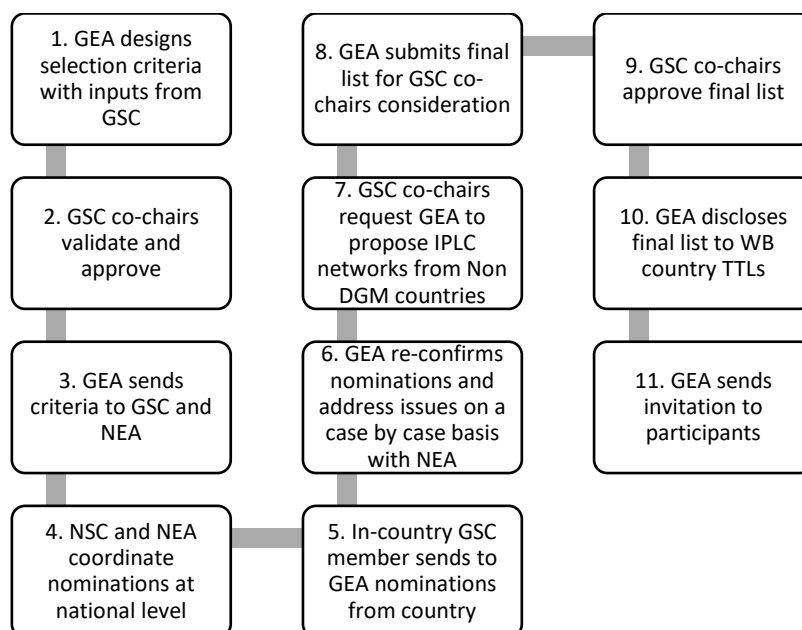 1. GEA designs
selection criteria
with inputs from
GSC
2. GSC co-chairs
validate and
approve
3. GEA sends
criteria to GSC and
NEA
4. NSC and NEA
coordinate
nominations at
national level
5. In-country GSC
member sends to
GEA nominations
from country
6. GEA re-confirms
nominations and
address issues on a
case by case basis
with NEA
7. GSC co-chairs
request GEA to
propose IPLC
networks from Non
DGM countries
8. GEA submits final
list for GSC co-
chairs consideration
9. GSC co-chairs
approve final list
10. GEA discloses
final list to WB
country TTLs
11. GEA sends
invitation to
participants